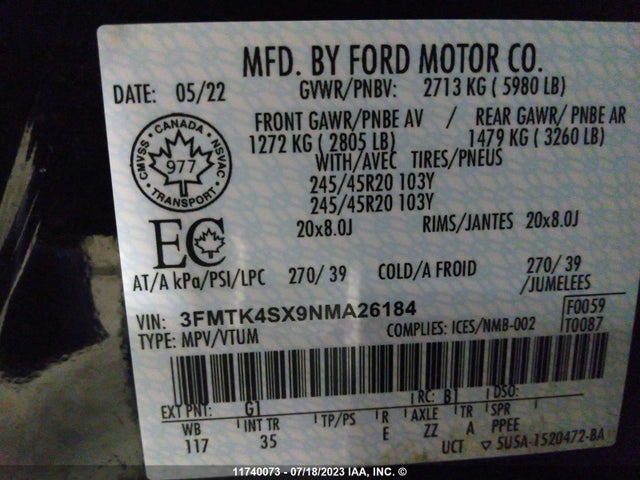 MFD. BY FORD MOTOR CO.
DATE: 05/22 GVWR/PNBV: 2713 KG ( 5980 LB)
FRONT GAWR/PNBE AV / REAR GAWR/ PNBE AR
1272 KG ( 2805 LB) 1479 KG ( 3260 LB)
WITH/AVEC TIRES/PNEUS
245/45R20 103Y
245/45R20 103Y
20x8.0J RIMS/JANTES 20x8.0J
CMVSS · CANADA · NSVAC
977
TRANSPORT
EC
AT/A kPa/PSI/LPC 270/ 39 COLD/A FROID 270/ 39
/JUMELEES
VIN: 3FMTK4SX9NMA26184 F0059
TYPE: MPV/VTUM COMPLIES: ICES/NMB-002 T0087
EXT PNT: G1 RC: B1 DSO:
WB INT TR TP/PS R AXLE TR SPR
117 35 E ZZ A PPEE
UCT ▽ 5USA-1520472-BA
11740073 - 07/18/2023 IAA, INC. ©